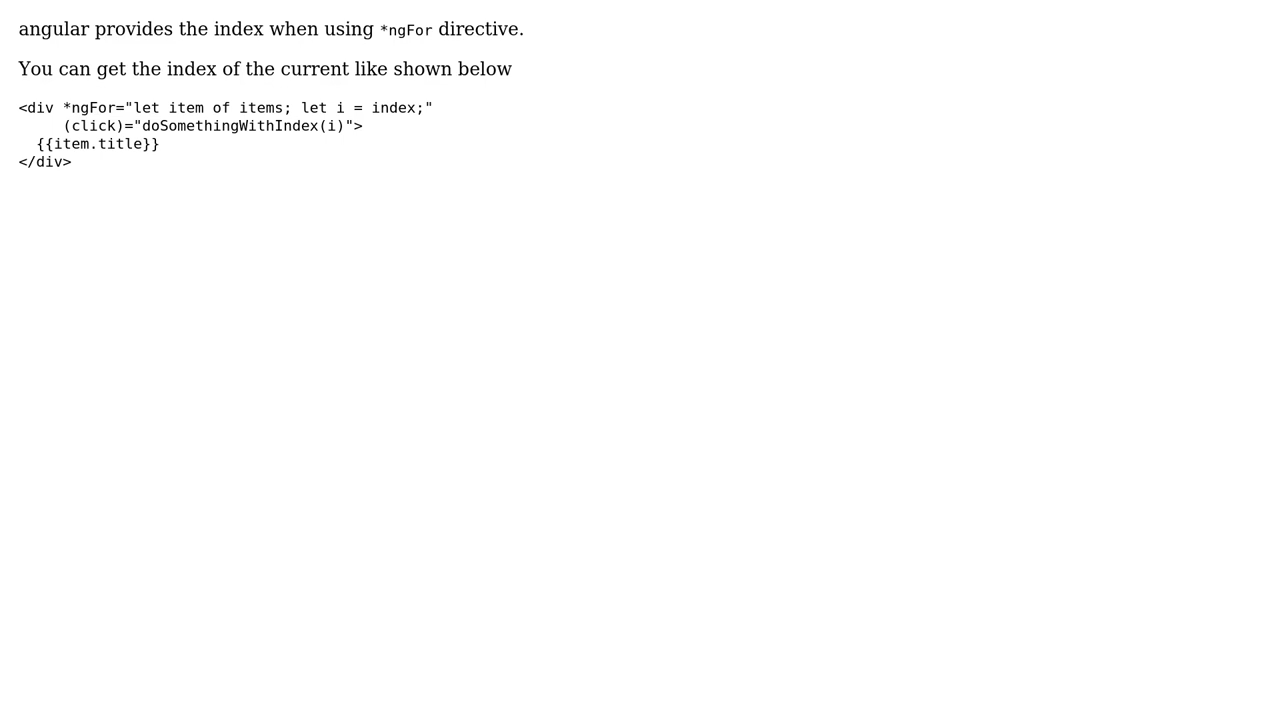 angular provides the index when using *ngFor directive.
You can get the index of the current like shown below
<div *ngFor="let item of items; let i = index;"
     (click)="doSomethingWithIndex(i)">
  {{item.title}}
</div>